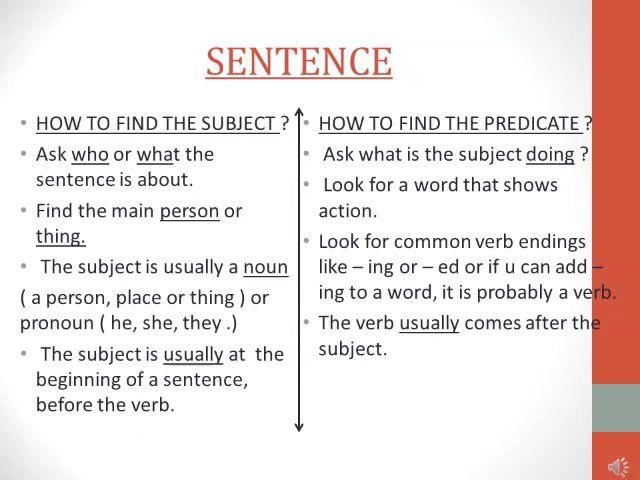 SENTENCE
HOW TO FIND THE SUBJECT ?
Ask who or what the
sentence is about.
Find the main person or
thing.
The subject is usually a noun
( a person, place or thing ) or
pronoun ( he, she, they .)
The subject is usually at the
beginning of a sentence,
before the verb.
HOW TO FIND THE PREDICATE ?
Ask what is the subject doing ?
Look for a word that shows
action.
Look for common verb endings
like – ing or – ed or if u can add –
ing to a word, it is probably a verb.
The verb usually comes after the
subject.